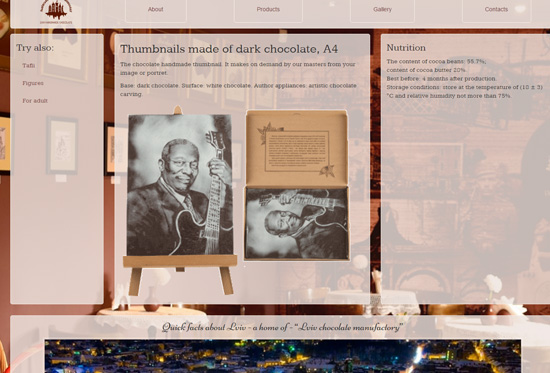 About
Products
Gallery
Contacts
Try also:
Tafli
Figures
For adult
Thumbnails made of dark chocolate, A4
The chocolate handmade thumbnail. It makes on demand by our masters from your
image or portret.
Base: dark chocolate. Surface: white chocolate. Author appliances: artistic chocolate
carving.
Nutrition
The content of cocoa beans: 55,7%;
content of cocoa butter 20%.
Best before: 4 months after production.
Storage conditions: store at the temperature of (18 ± 3)
°C and relative humidity not more than 75%.
Quick facts about Lviv - a home of - "Lviv chocolate manufactory"